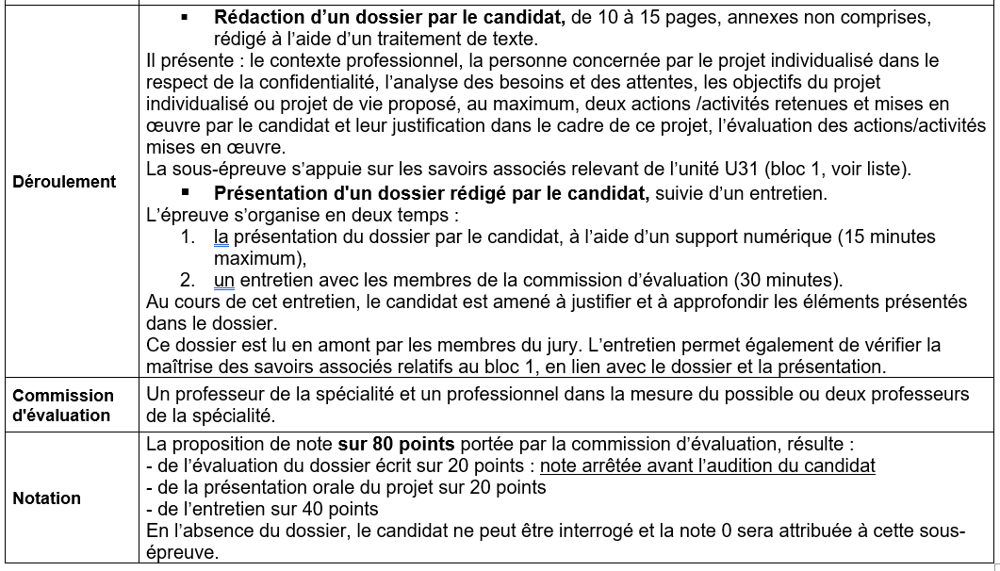 ▪ Rédaction d’un dossier par le candidat, de 10 à 15 pages, annexes non comprises,
rédigé à l’aide d’un traitement de texte.
Il présente : le contexte professionnel, la personne concernée par le projet individualisé dans le
respect de la confidentialité, l’analyse des besoins et des attentes, les objectifs du projet
individualisé ou projet de vie proposé, au maximum, deux actions /activités retenues et mises en
œuvre par le candidat et leur justification dans le cadre de ce projet, l’évaluation des actions/activités
mises en œuvre.
Déroulement
La sous-épreuve s’appuie sur les savoirs associés relevant de l’unité U31 (bloc 1, voir liste).
▪ Présentation d'un dossier rédigé par le candidat, suivie d’un entretien.
L’épreuve s’organise en deux temps :
1. la présentation du dossier par le candidat, à l’aide d’un support numérique (15 minutes
maximum),
2. un entretien avec les membres de la commission d’évaluation (30 minutes).
Au cours de cet entretien, le candidat est amené à justifier et à approfondir les éléments présentés
dans le dossier.
Ce dossier est lu en amont par les membres du jury. L’entretien permet également de vérifier la
maîtrise des savoirs associés relatifs au bloc 1, en lien avec le dossier et la présentation.
Commission
d'évaluation
Un professeur de la spécialité et un professionnel dans la mesure du possible ou deux professeurs
de la spécialité.
Notation
La proposition de note sur 80 points portée par la commission d’évaluation, résulte :
- de l’évaluation du dossier écrit sur 20 points : note arrêtée avant l’audition du candidat
- de la présentation orale du projet sur 20 points
- de l’entretien sur 40 points
En l’absence du dossier, le candidat ne peut être interrogé et la note 0 sera attribuée à cette sous-
épreuve.